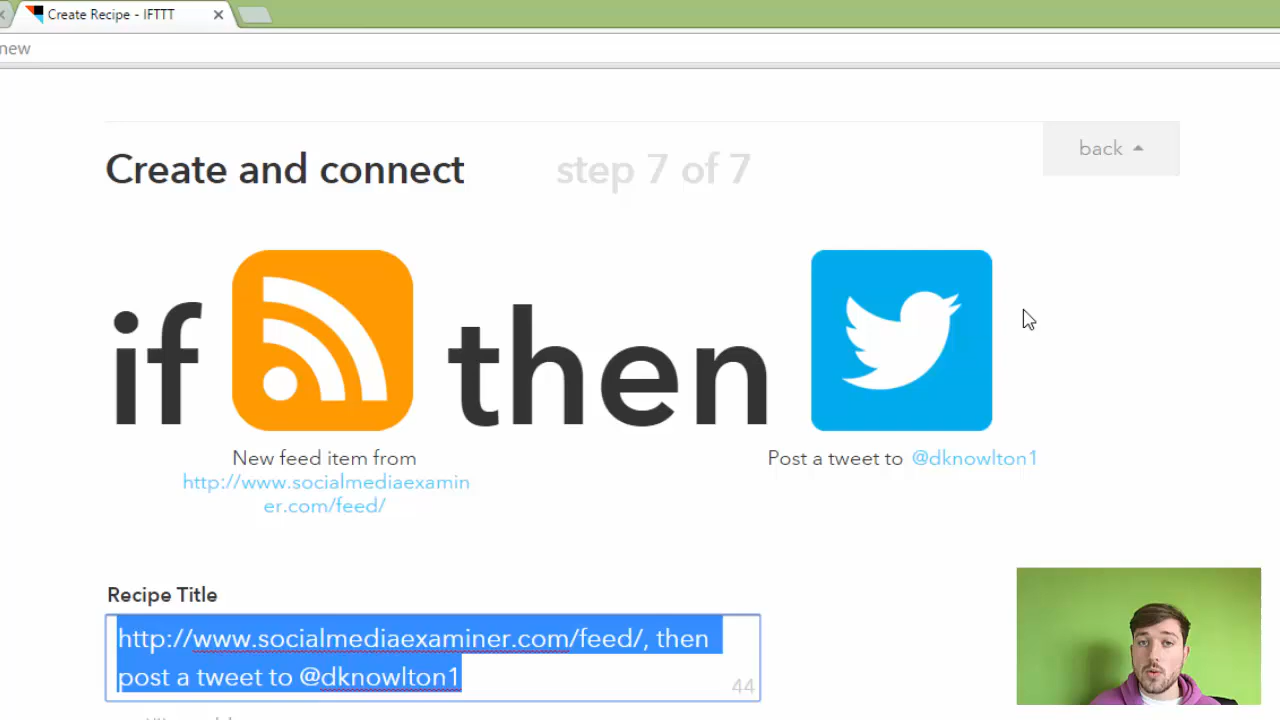 Create Recipe - IFTTT
new
back
Create and connect step 7 of 7
if then
New feed item from
http://www.socialmediaexamin
er.com/feed/
Post a tweet to @dknowlton1
Recipe Title
http://www.socialmediaexaminer.com/feed/, then
post a tweet to @dknowlton1
44